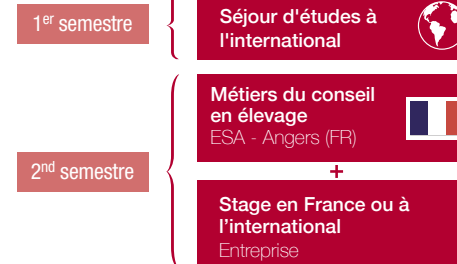 1er semestre
Séjour d'études à
l'international
Métiers du conseil
en élevage
ESA - Angers (FR)
2nd semestre
+
Stage en France ou à
l'international
Entreprise